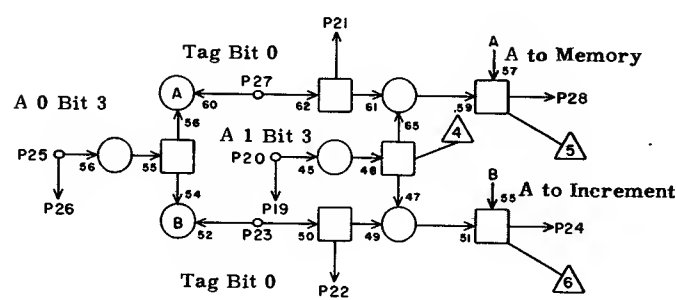 P21
Tag Bit 0
A
A to Memory
A
P27
57
60
62
61
59
P28
56
65
A 0 Bit 3
A 1 Bit 3
4
5
P25
P20
56
55
45
48
54
47
P26
P19
B
55
A to Increment
B
52
P23
50
49
51
P24
Tag Bit 0
P22
6